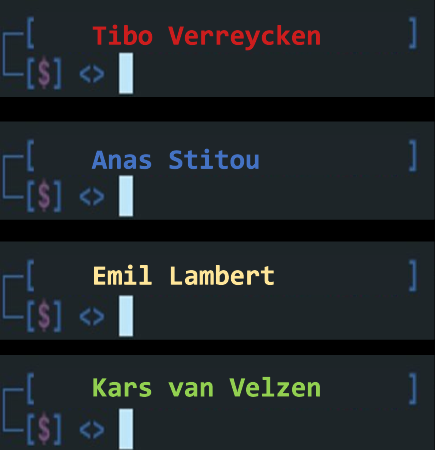 [ Tibo Verreycken ]
[$] <>
[ Anas Stitou ]
[$] <>
[ Emil Lambert ]
[$] <>
[ Kars van Velzen ]
[$] <>